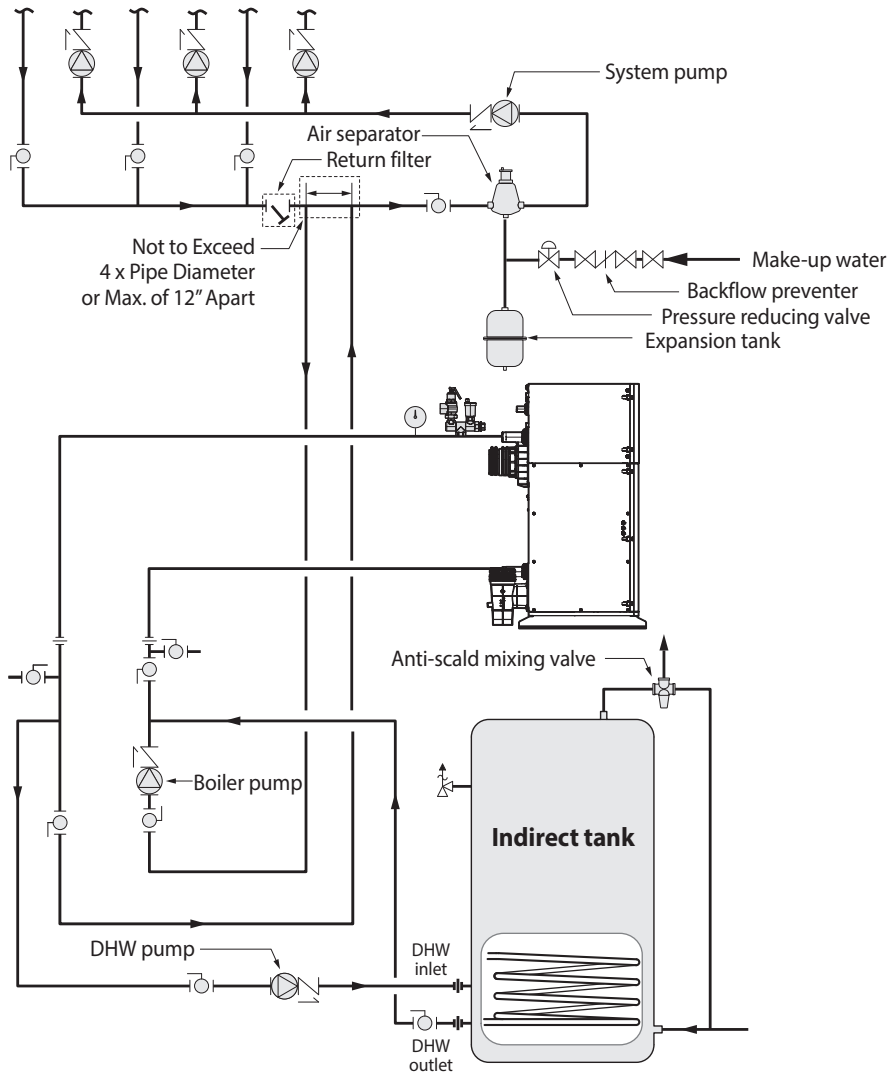 System pump
Air separator
Return filter
Not to Exceed
4 x Pipe Diameter
or Max. of 12” Apart
Make-up water
Backflow preventer
Pressure reducing valve
Expansion tank
Anti-scald mixing valve
Boiler pump
Indirect tank
DHW pump
DHW
inlet
DHW
outlet